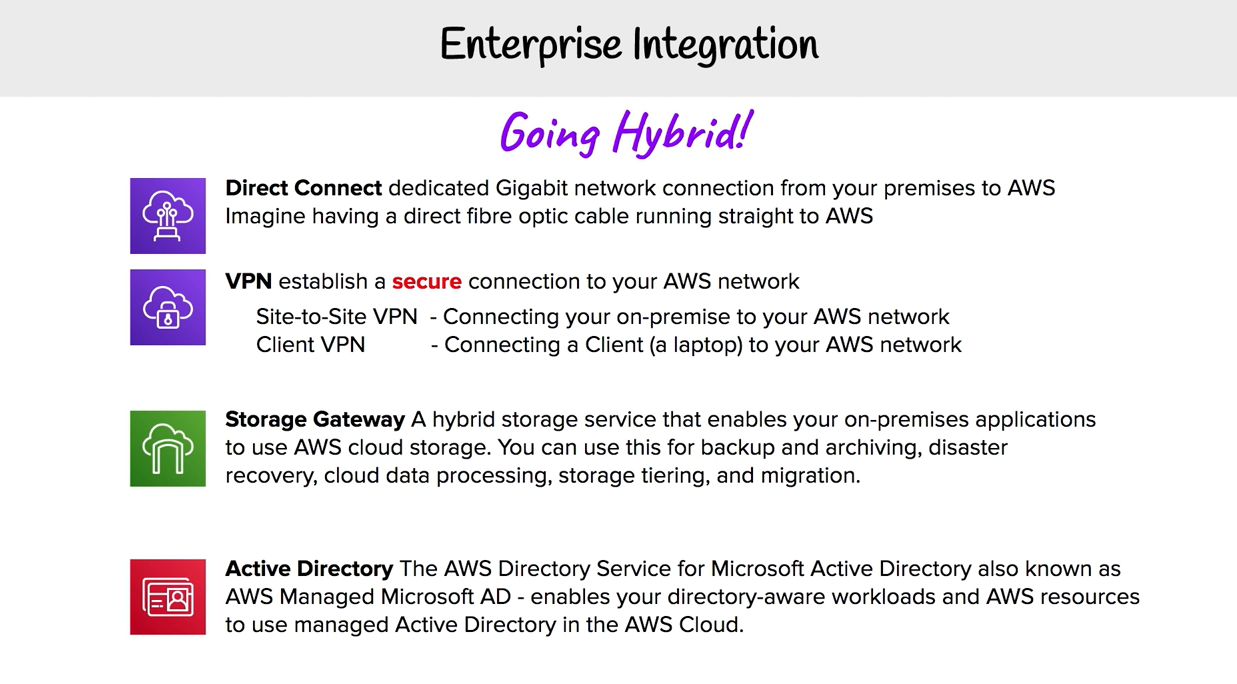 Enterprise Integration
Going Hybrid!
Direct Connect dedicated Gigabit network connection from your premises to AWS
Imagine having a direct fibre optic cable running straight to AWS
VPN establish a secure connection to your AWS network
Site-to-Site VPN - Connecting your on-premise to your AWS network
Client VPN - Connecting a Client (a laptop) to your AWS network
Storage Gateway A hybrid storage service that enables your on-premises applications
to use AWS cloud storage. You can use this for backup and archiving, disaster
recovery, cloud data processing, storage tiering, and migration.
Active Directory The AWS Directory Service for Microsoft Active Directory also known as
AWS Managed Microsoft AD - enables your directory-aware workloads and AWS resources
to use managed Active Directory in the AWS Cloud.